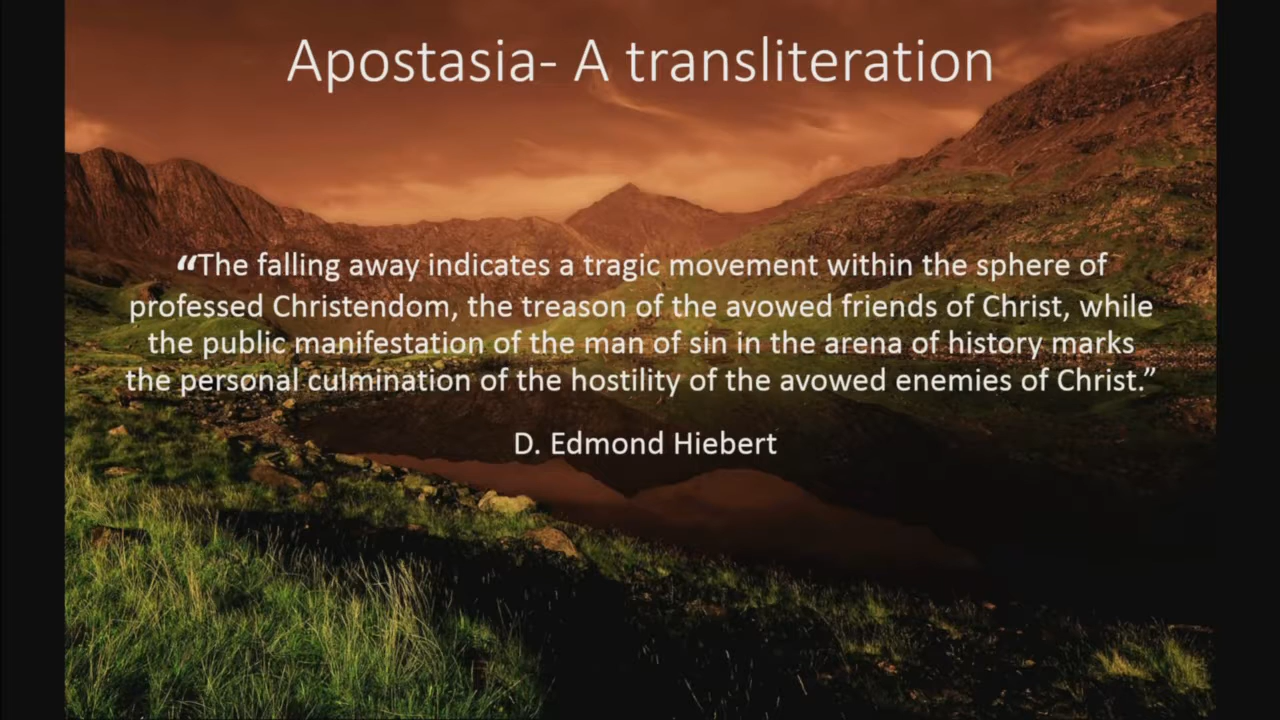 Apostasia- A transliteration
“The falling away indicates a tragic movement within the sphere of
professed Christendom, the treason of the avowed friends of Christ, while
the public manifestation of the man of sin in the arena of history marks
the personal culmination of the hostility of the avowed enemies of Christ.”
D. Edmond Hiebert